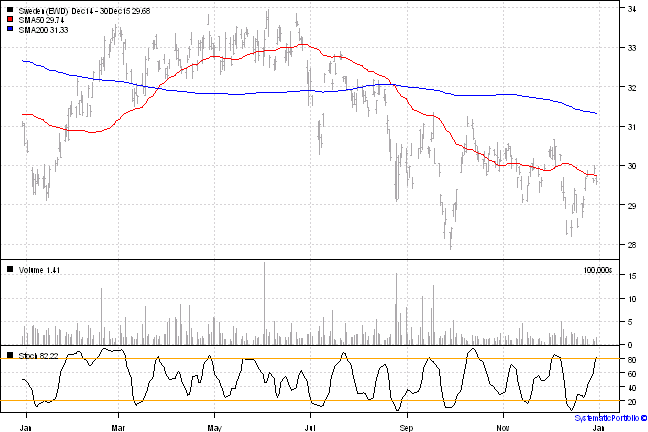 Sweden (EWD) Dec14 - 30Dec15 29.68
SMA50 29.74
SMA200 31.33
34
33
32
31
30
29
28
Volume 1.41
100,000s
15
10
5
0
Stoch 82.22
80
60
40
20
Jan Mar May Jul Sep Nov Jan
SystematicPortfolio ©